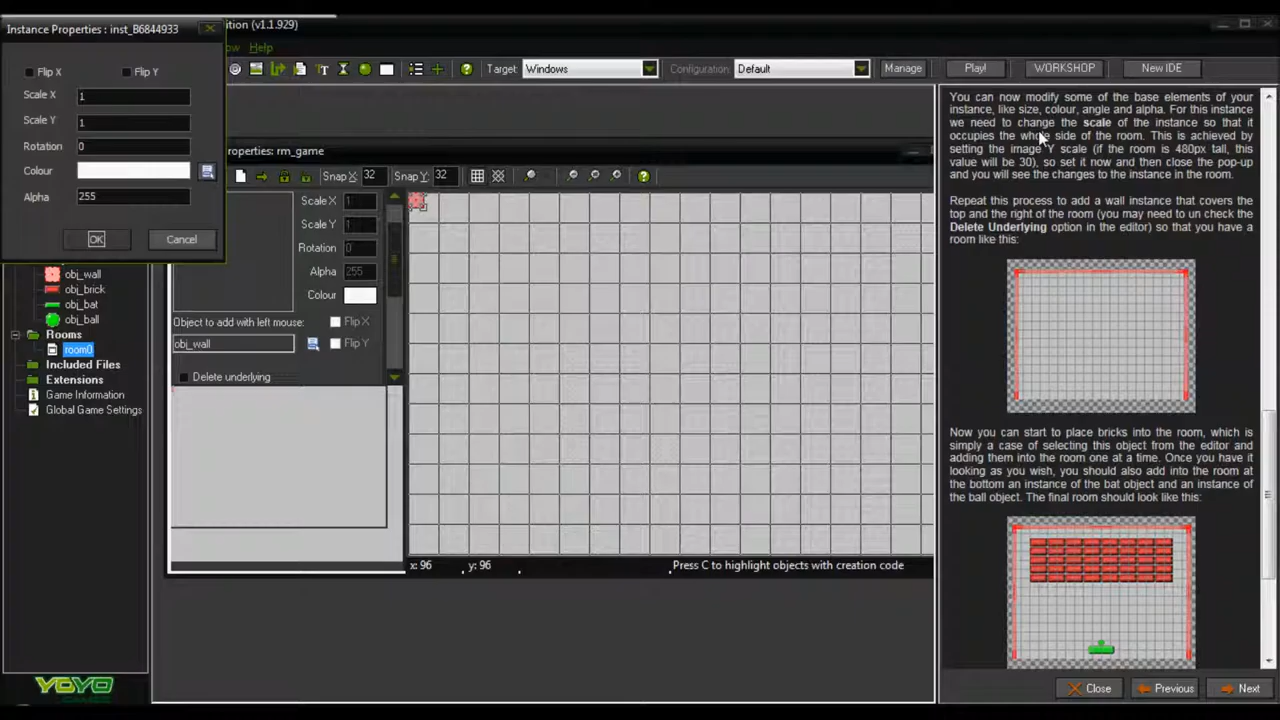 Instance Properties : inst_B6844933
ition (v1.1.929)
ow Help
Flip X Flip Y
Scale X 1
Scale Y 1
Rotation 0
Colour
Alpha 255
OK Cancel
Target: Windows Configuration: Default Manage Play! WORKSHOP New IDE
roperties: rm_game
Snap X: 32 Snap Y: 32
Scale X 1
Scale Y 1
Rotation 0
Alpha 255
Colour
Object to add with left mouse: Flip X
obj_wall Flip Y
Delete underlying
x: 96 y: 96 Press C to highlight objects with creation code
obj_wall
obj_brick
obj_bat
obj_ball
Rooms
room0
Included Files
Extensions
Game Information
Global Game Settings
YOYO
GAMES
You can now modify some of the base elements of your
instance, like size, colour, angle and alpha. For this instance
we need to change the scale of the instance so that it
occupies the whole side of the room. This is achieved by
setting the image Y scale (if the room is 480px tall, this
value will be 30), so set it now and then close the pop-up
and you will see the changes to the instance in the room.
Repeat this process to add a wall instance that covers the
top and the right of the room (you may need to un check the
Delete Underlying option in the editor) so that you have a
room like this:
Now you can start to place bricks into the room, which is
simply a case of selecting this object from the editor and
adding them into the room one at a time. Once you have it
looking as you wish, you should also add into the room at
the bottom an instance of the bat object and an instance of
the ball object. The final room should look like this:
Close Previous Next